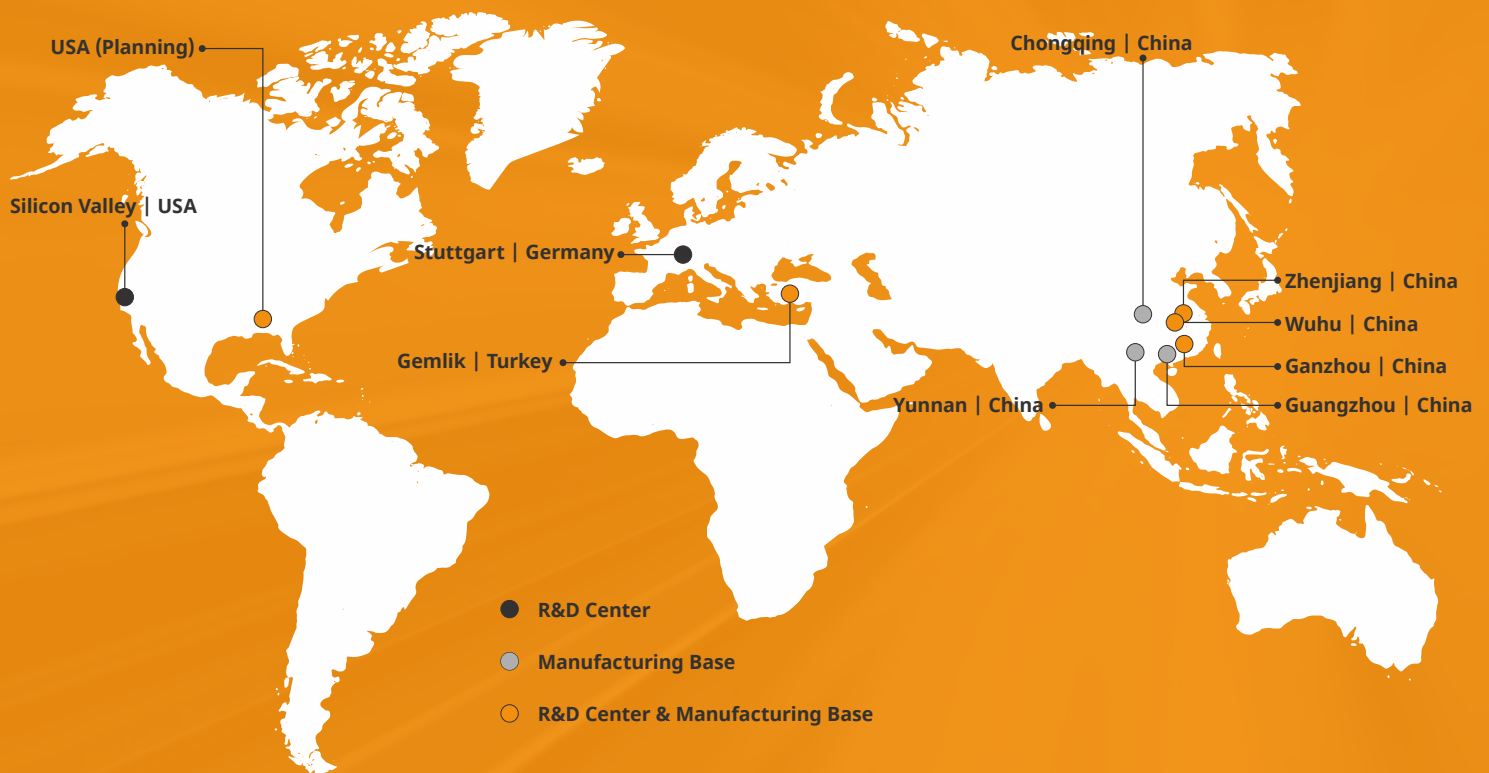 USA (Planning)
Chongqing | China
Silicon Valley | USA
Stuttgart | Germany
Zhenjiang | China
Wuhu | China
Gemlik | Turkey
Ganzhou | China
Yunnan | China
Guangzhou | China
R&D Center
Manufacturing Base
R&D Center & Manufacturing Base